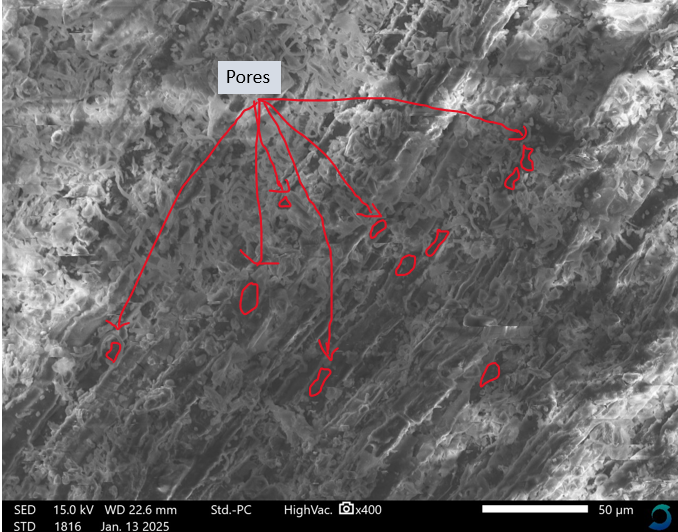 Pores
SED 15.0 kV WD 22.6 mm Std.-PC HighVac. x400 50 µm
STD 1816 Jan. 13 2025